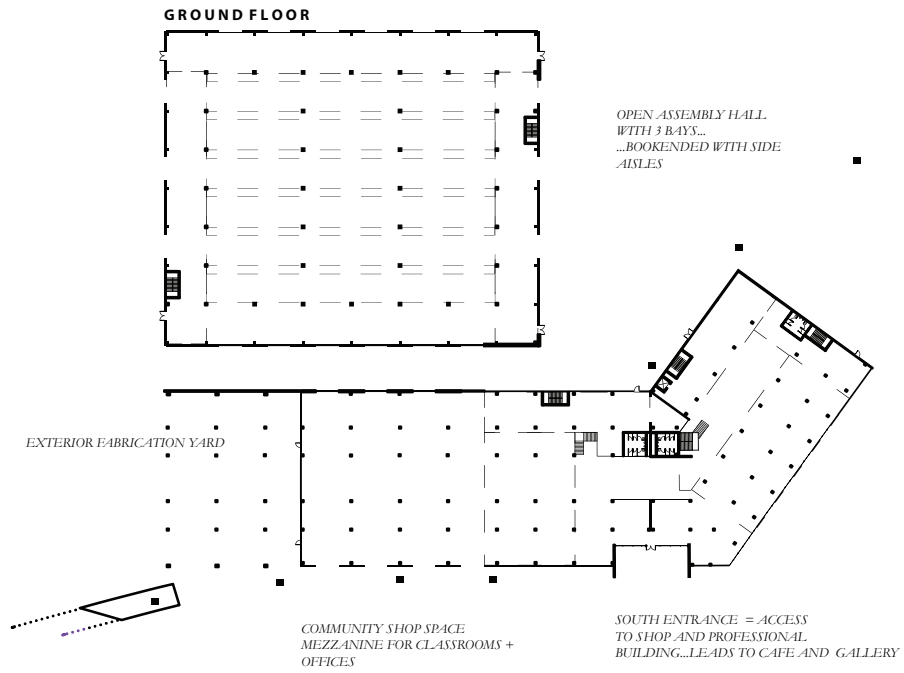 GROUND FLOOR
OPEN ASSEMBLY HALL
WITH 3 BAYS...
...BOOKENDED WITH SIDE
AISLES
EXTERIOR FABRICATION YARD
COMMUNITY SHOP SPACE
MEZZANINE FOR CLASSROOMS +
OFFICES
SOUTH ENTRANCE = ACCESS
TO SHOP AND PROFESSIONAL
BUILDING...LEADS TO CAFE AND GALLERY